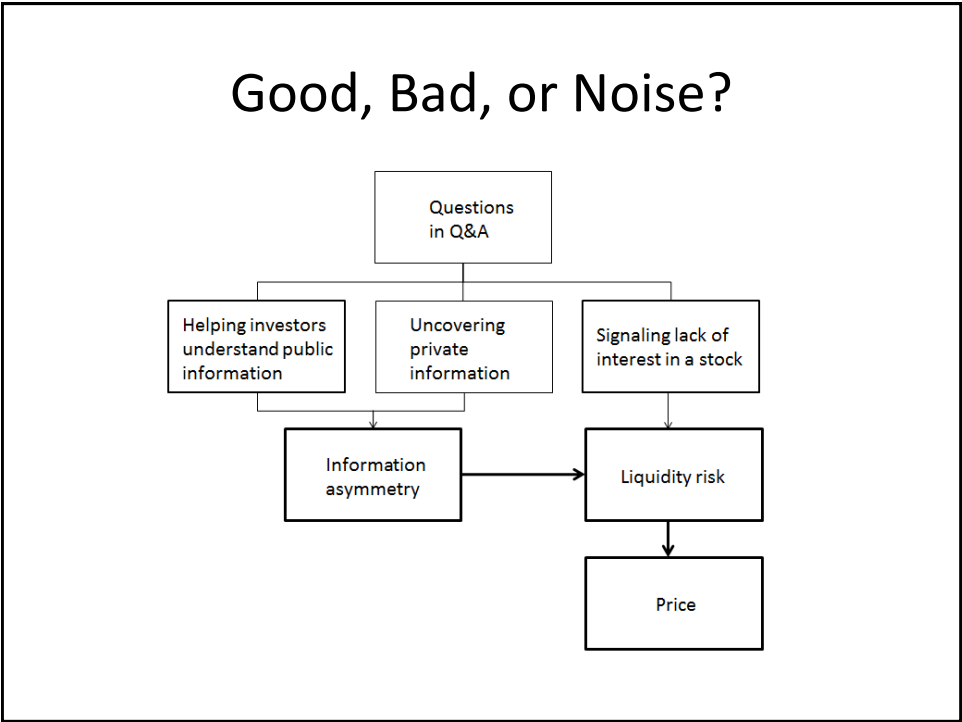 Good, Bad, or Noise?
Questions
in Q&A
Helping investors
understand public
information
Uncovering
private
information
Signaling lack of
interest in a stock
Information
asymmetry
Liquidity risk
Price